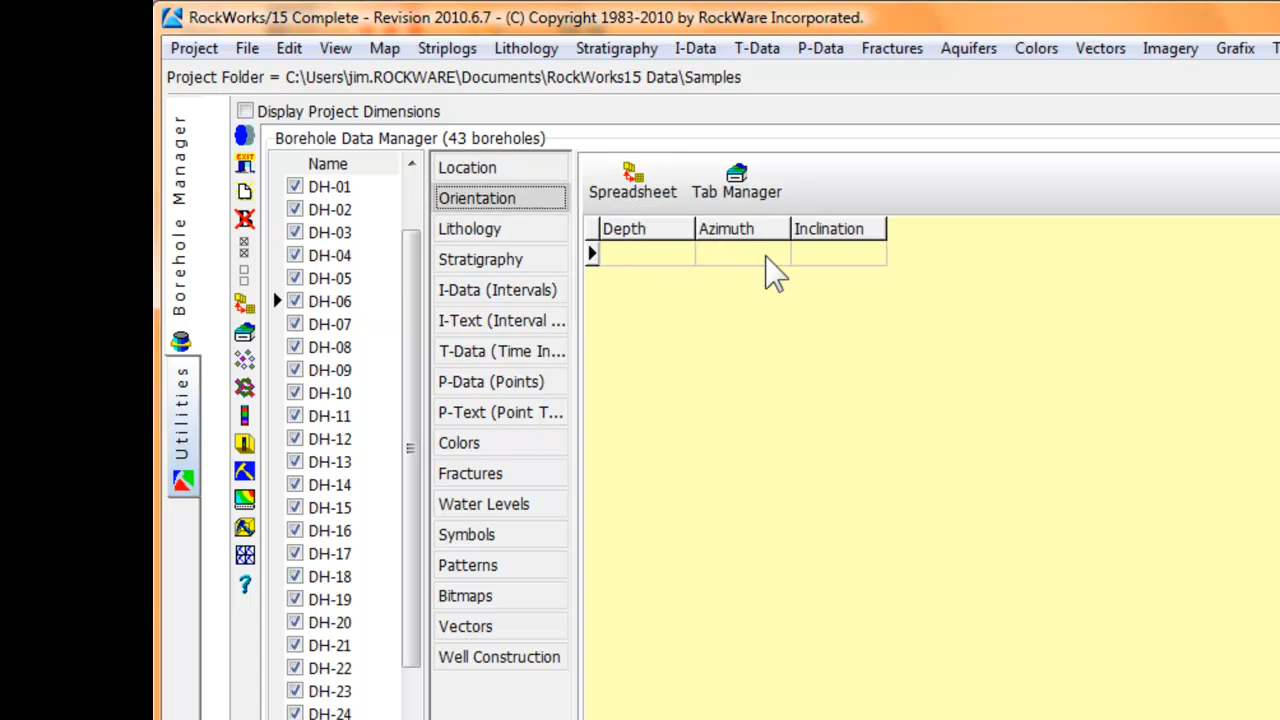 RockWorks/15 Complete - Revision 2010.6.7 - (C) Copyright 1983-2010 by RockWare Incorporated.
Project File Edit View Map Striplogs Lithology Stratigraphy I-Data T-Data P-Data Fractures Aquifers Colors Vectors Imagery Grafix T
Project Folder = C:\Users\jim.ROCKWARE\Documents\RockWorks15 Data\Samples
Borehole Manager
Utilities
Display Project Dimensions
Borehole Data Manager (43 boreholes)
EXIT
Name
DH-01
DH-02
DH-03
DH-04
DH-05
DH-06
DH-07
DH-08
DH-09
DH-10
DH-11
DH-12
DH-13
DH-14
DH-15
DH-16
DH-17
DH-18
DH-19
DH-20
DH-21
DH-22
DH-23
DH-24
?
Location
Orientation
Lithology
Stratigraphy
I-Data (Intervals)
I-Text (Interval ...
T-Data (Time In...
P-Data (Points)
P-Text (Point T...
Colors
Fractures
Water Levels
Symbols
Patterns
Bitmaps
Vectors
Well Construction
Spreadsheet Tab Manager
Depth Azimuth Inclination